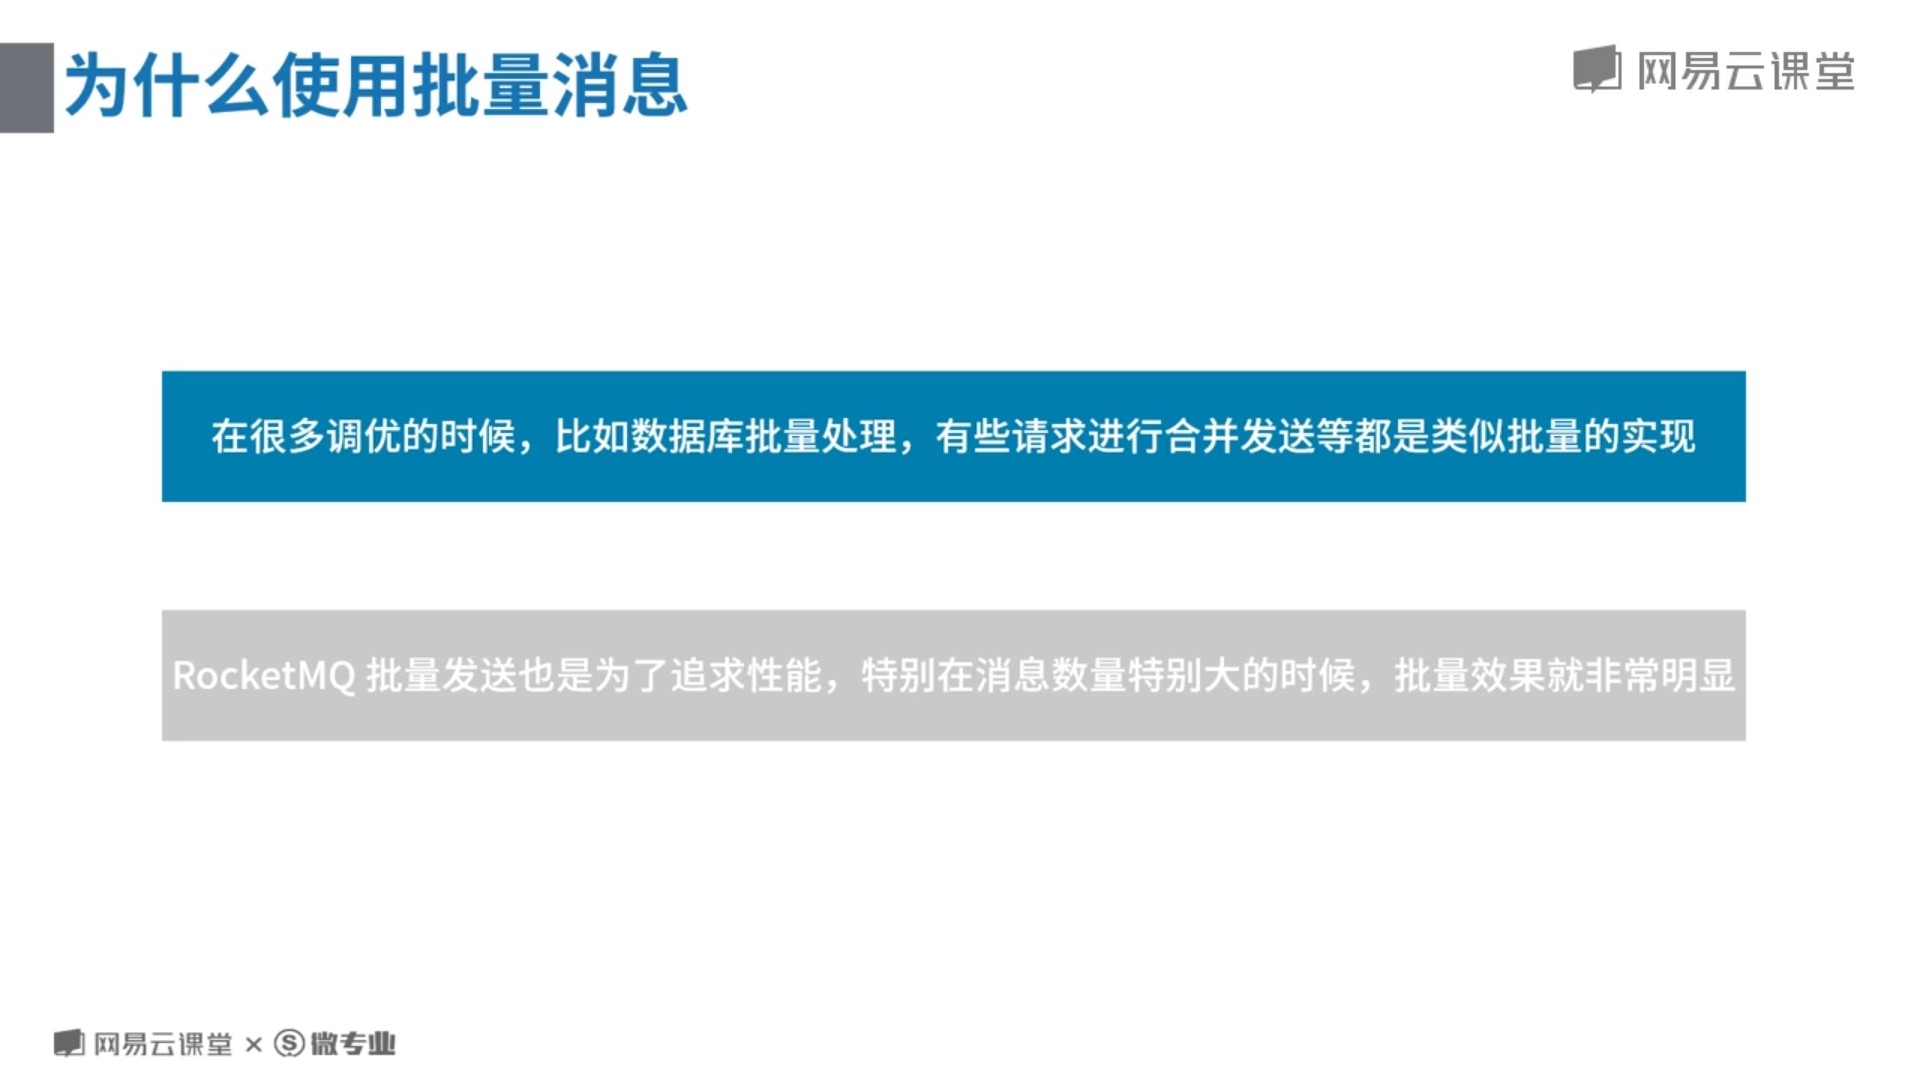 为什么使用批量消息
网易云课堂
在很多调优的时候，比如数据库批量处理，有些请求进行合并发送等都是类似批量的实现
RocketMQ 批量发送也是为了追求性能，特别在消息数量特别大的时候，批量效果就非常明显
网易云课堂 × 微专业